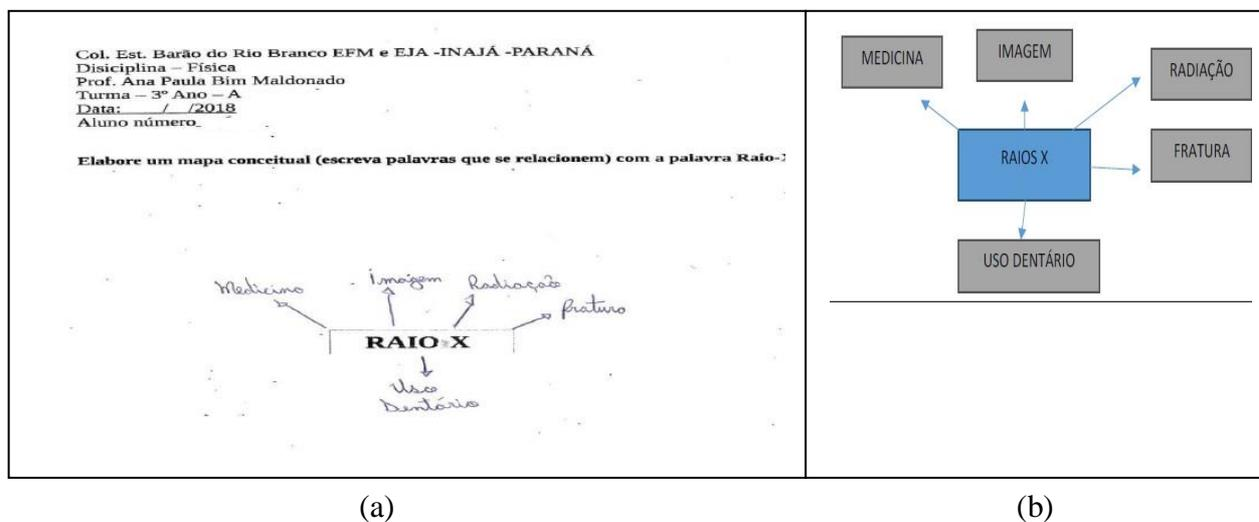 Col. Est. Barão do Rio Branco EFM e EJA -INAJÁ -PARANÁ
Disiciplina – Física
Prof. Ana Paula Bim Maldonado
Turma – 3º Ano – A
Data: / /2018
Aluno número
Elabore um mapa conceitual (escreva palavras que se relacionem) com a palavra Raio-
Medicina
Imagem
Radiação
fratura
RAIO-X
Uso
Dentário
(a)
MEDICINA
IMAGEM
RADIAÇÃO
RAIOS X
FRATURA
USO DENTÁRIO
(b)